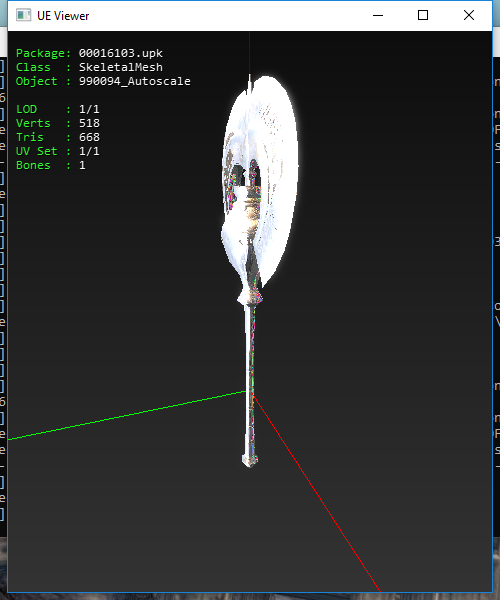 UE Viewer
Package: 00016103.upk
Class : SkeletalMesh
Object : 990094_Autoscale
LOD : 1/1
Verts : 518
Tris : 668
UV Set : 1/1
Bones : 1